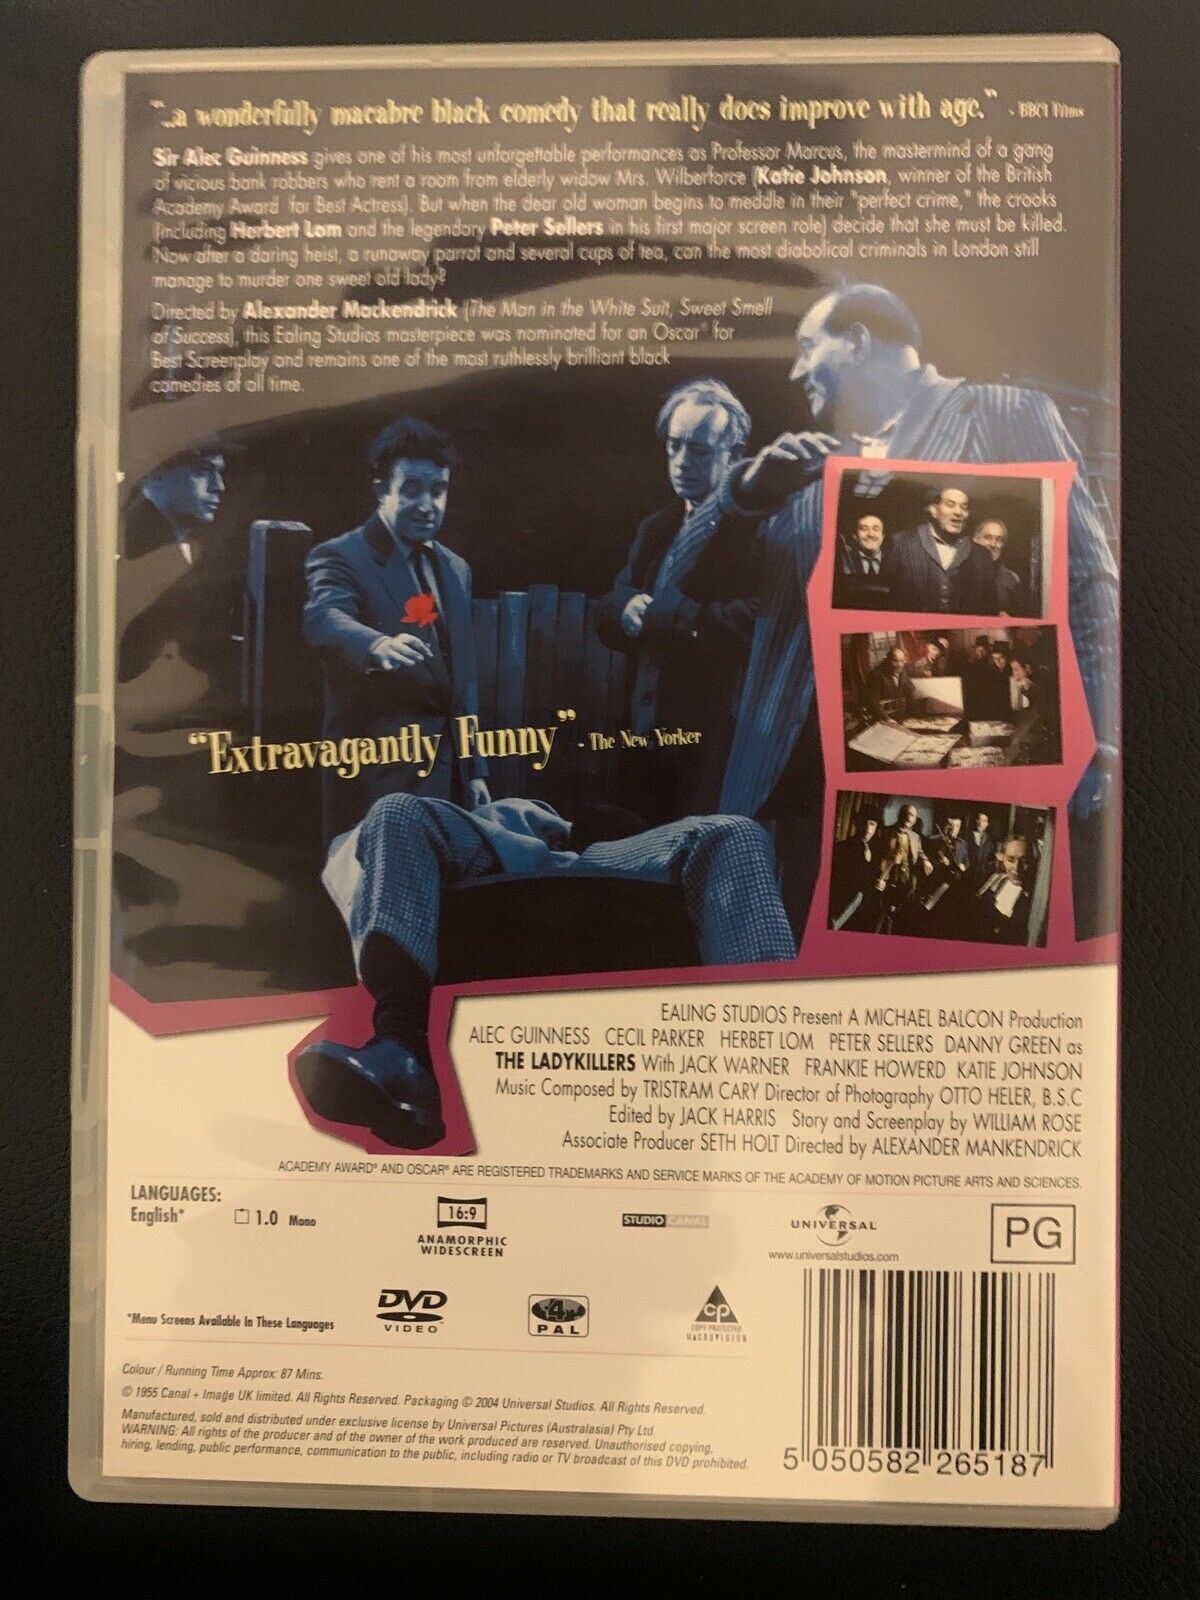 "...a wonderfully macabre black comedy that really does improve with age." - BBCI Films
Sir Alec Guinness gives one of his most unforgettable performances as Professor Marcus, the mastermind of a gang
of vicious bank robbers who rent a room from elderly widow Mrs. Wilberforce (Katie Johnson, winner of the British
Academy Award for Best Actress). But when the dear old woman begins to meddle in their "perfect crime," the crooks
(including Herbert Lom and the legendary Peter Sellers in his first major screen role) decide that she must be killed.
Now after a daring heist, a runaway parrot and several cups of tea, can the most diabolical criminals in London still
manage to murder one sweet old lady?
Directed by Alexander Mackendrick (The Man in the White Suit, Sweet Smell
of Success), this Ealing Studios masterpiece was nominated for an Oscar® for
Best Screenplay and remains one of the most ruthlessly brilliant black
comedies of all time.
"Extravagantly Funny" - The New Yorker
EALING STUDIOS Present A MICHAEL BALCON Production
ALEC GUINNESS CECIL PARKER HERBET LOM PETER SELLERS DANNY GREEN as
THE LADYKILLERS With JACK WARNER FRANKIE HOWERD KATIE JOHNSON
Music Composed by TRISTRAM CARY Director of Photography OTTO HELER, B.S.C
Edited by JACK HARRIS Story and Screenplay by WILLIAM ROSE
Associate Producer SETH HOLT Directed by ALEXANDER MANKENDRICK
ACADEMY AWARD® AND OSCAR® ARE REGISTERED TRADEMARKS AND SERVICE MARKS OF THE ACADEMY OF MOTION PICTURE ARTS AND SCIENCES.
LANGUAGES:
English*
1.0 Mono
16:9
ANAMORPHIC
WIDESCREEN
STUDIO CANAL
UNIVERSAL
www.universalstudios.com
PG
*Menu Screens Available In These Languages
DVD
VIDEO
4
PAL
CP
COPY PROTECTED
MACROVISION
Colour / Running Time Approx: 87 Mins.
© 1955 Canal + Image UK limited. All Rights Reserved. Packaging © 2004 Universal Studios. All Rights Reserved.
Manufactured, sold and distributed under exclusive license by Universal Pictures (Australasia) Pty Ltd.
WARNING: All rights of the producer and of the owner of the work produced are reserved. Unauthorised copying,
hiring, lending, public performance, communication to the public, including radio or TV broadcast of this DVD prohibited.
5 050582 265187